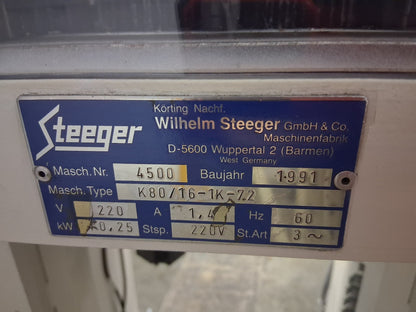 Körting Nachf.
Steeger
Wilhelm Steeger GmbH & Co.
Maschinenfabrik
D-5600 Wuppertal 2 (Barmen)
West Germany
Masch.Nr. 4500 Baujahr 1991
Masch.Type K80/16-1K-72
V 220 A 1,4 Hz 60
kW 0,25 Stsp. 220V St.Art 3~